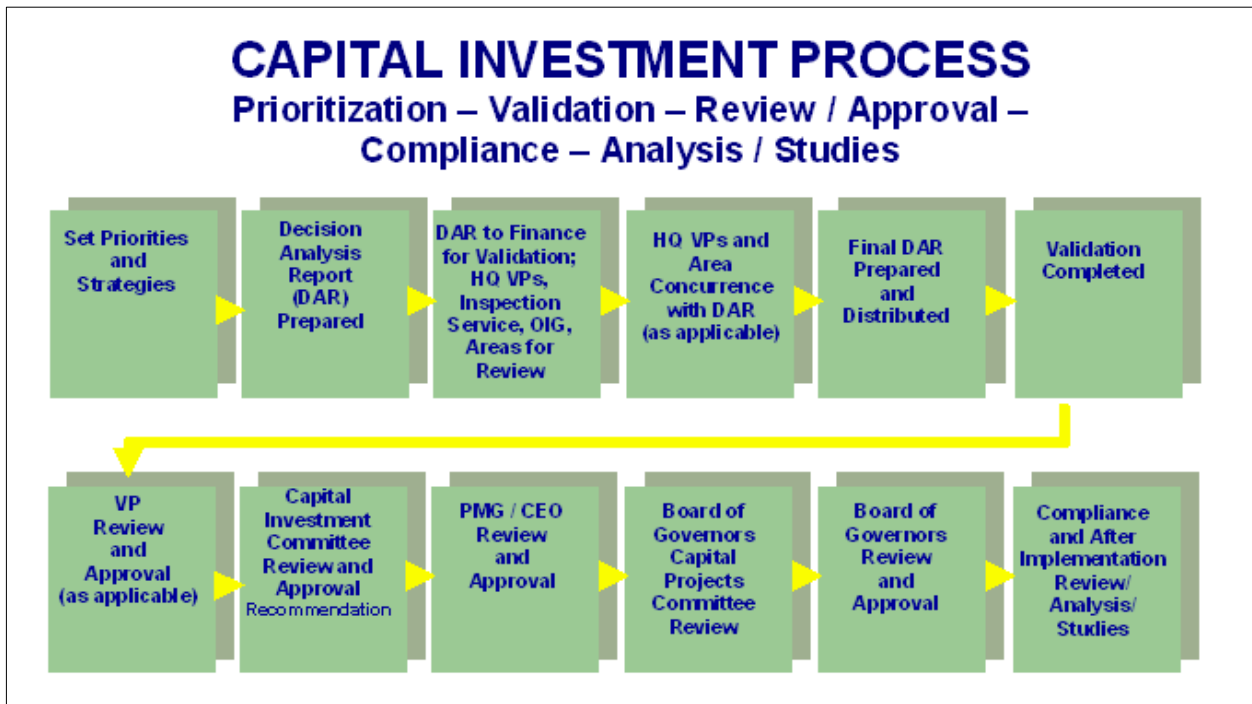 CAPITAL INVESTMENT PROCESS
Prioritization – Validation – Review / Approval –
Compliance – Analysis / Studies
Set Priorities
and
Strategies
Decision
Analysis
Report
(DAR)
Prepared
DAR to Finance
for Validation;
HQ VPs,
Inspection
Service, OIG,
Areas for
Review
HQ VPs and
Area
Concurrence
with DAR
(as applicable)
Final DAR
Prepared
and
Distributed
Validation
Completed
VP
Review
and
Approval
(as applicable)
Capital
Investment
Committee
Review and
Approval
Recommendation
PMG / CEO
Review
and
Approval
Board of
Governors
Capital
Projects
Committee
Review
Board of
Governors
Review
and
Approval
Compliance
and After
Implementation
Review/
Analysis/
Studies